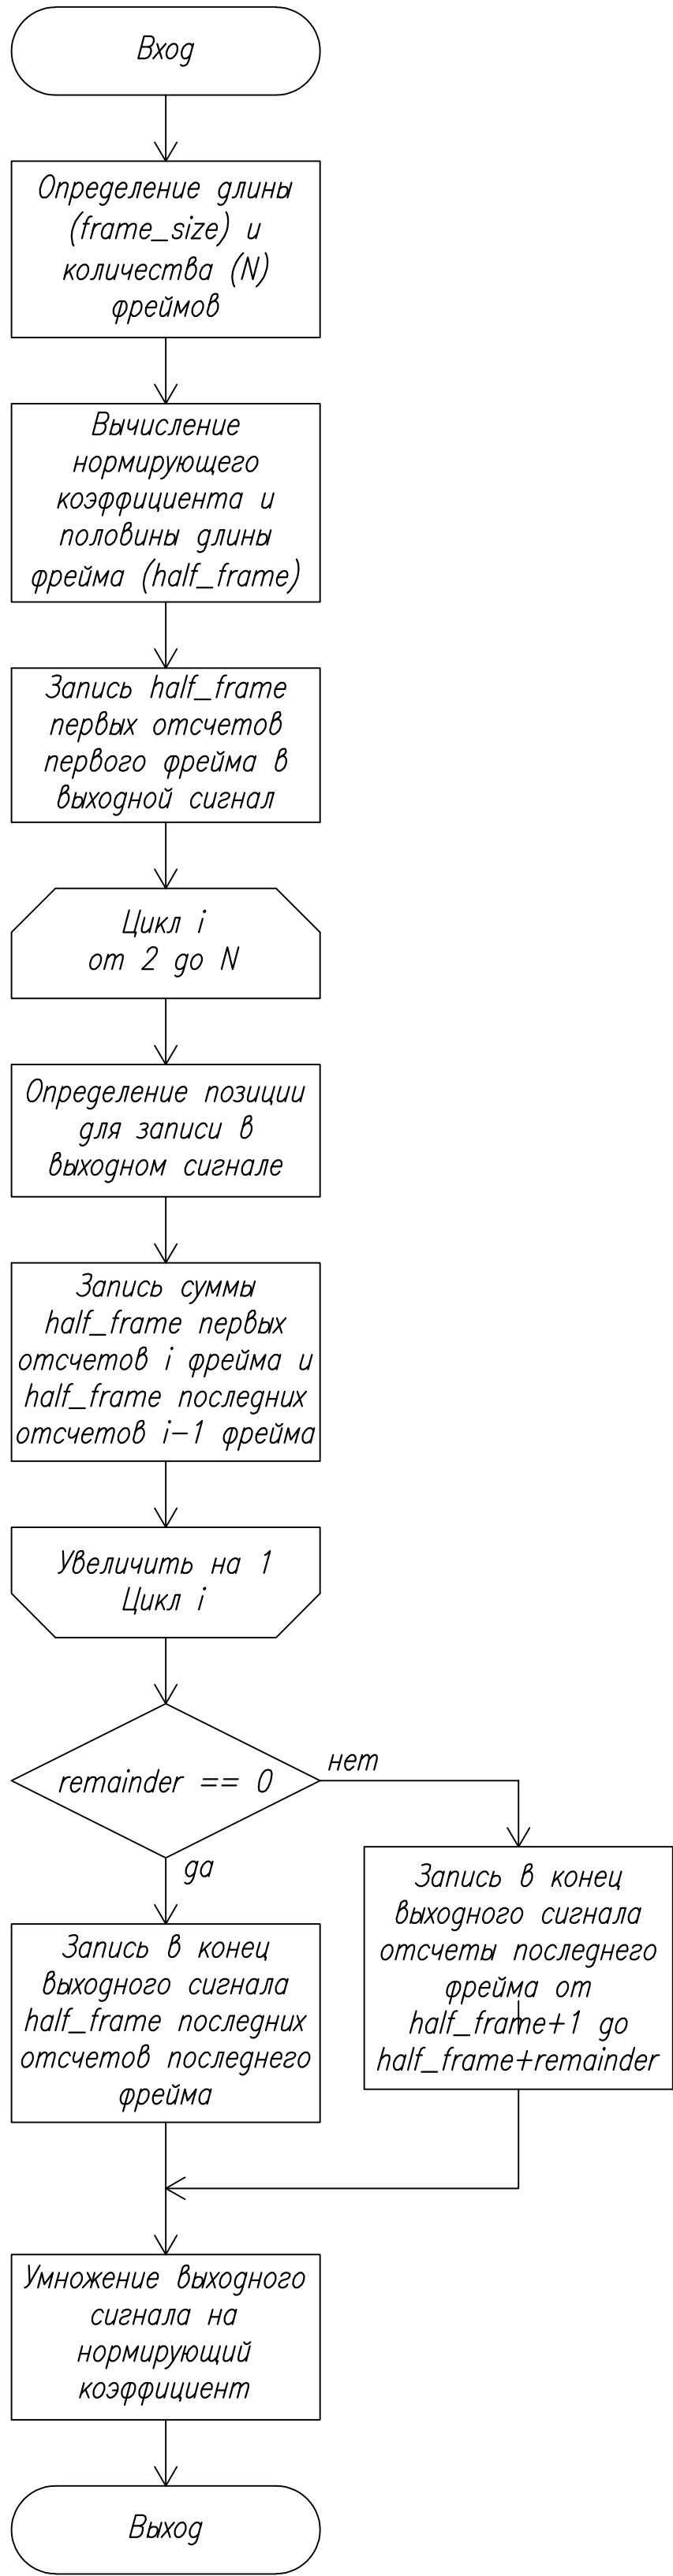 Вход
Определение длины
(frame_size) и
количества (N)
фреймов
Вычисление
нормирующего
коэффициента и
половины длины
фрейма (half_frame)
Запись half_frame
первых отсчетов
первого фрейма в
выходной сигнал
Цикл i
от 2 до N
Определение позиции
для записи в
выходном сигнале
Запись суммы
half_frame первых
отсчетов i фрейма и
half_frame последних
отсчетов i-1 фрейма
Увеличить на 1
Цикл i
remainder == 0
нет
да
Запись в конец
выходного сигнала
half_frame последних
отсчетов последнего
фрейма
Запись в конец
выходного сигнала
отсчеты последнего
фрейма от
half_frame+1 до
half_frame+remainder
Умножение выходного
сигнала на
нормирующий
коэффициент
Выход